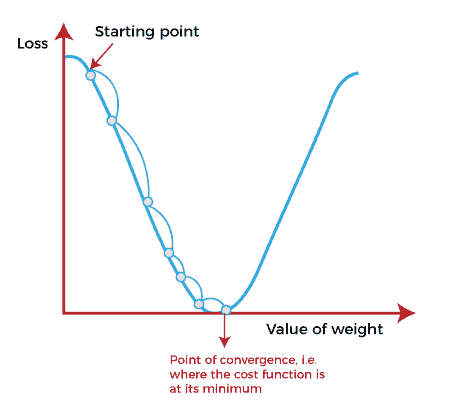 Starting point
Loss
Value of weight
Point of convergence, i.e.
where the cost function is
at its minimum